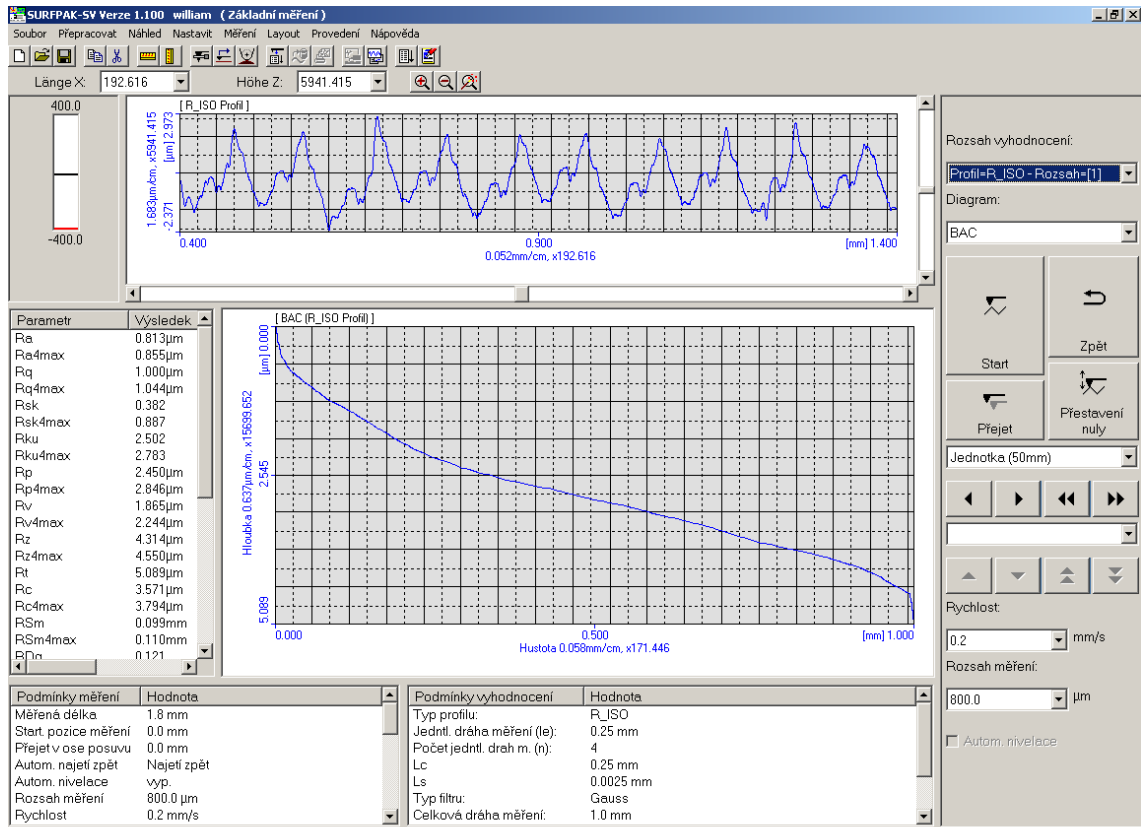 SURFPAK-SV Verze 1.100 william ( Základní měření )
Soubor Přepracovat Náhled Nastavit Měření Layout Provedení Nápověda
Länge X: 192.616 Höhe Z: 5941.415
400.0
-400.0
[ R_ISO Profil ]
1.683µm/cm, x5941.415
-2.371 [µm] 2.973
0.400 0.900 [mm] 1.400
0.052mm/cm, x192.616
Parametr Výsledek
Ra 0.813µm
Ra4max 0.855µm
Rq 1.000µm
Rq4max 1.044µm
Rsk 0.382
Rsk4max 0.887
Rku 2.502
Rku4max 2.783
Rp 2.450µm
Rp4max 2.846µm
Rv 1.865µm
Rv4max 2.244µm
Rz 4.314µm
Rz4max 4.550µm
Rt 5.089µm
Rc 3.571µm
Rc4max 3.794µm
RSm 0.099mm
RSm4max 0.110mm
RDq 0.121
[ BAC (R_ISO Profil) ]
Hloubka 0.637µm/cm, x15699.652
5.089 2.545 [µm] 0.000
0.000 0.500 [mm] 1.000
Hustota 0.058mm/cm, x171.446
Podmínky měření Hodnota
Měřená délka 1.8 mm
Start. pozice měření 0.0 mm
Přejet v ose posuvu 0.0 mm
Autom. najetí zpět Najetí zpět
Autom. nivelace vyp.
Rozsah měření 800.0 µm
Rychlost 0.2 mm/s
Podmínky vyhodnocení Hodnota
Typ profilu: R_ISO
Jedntl. dráha měření (le): 0.25 mm
Počet jedntl. drah m. (n) 4
Lc 0.25 mm
Ls 0.0025 mm
Typ filtru: Gauss
Celková dráha měření: 1.0 mm
Rozsah vyhodnocení:
Profil=R_ISO - Rozsah=[1]
Diagram:
BAC
Start
Zpět
Přejet
Přestavení
nuly
Jednotka (50mm)
Rychlost:
0.2 mm/s
Rozsah měření:
800.0 µm
Autom. nivelace